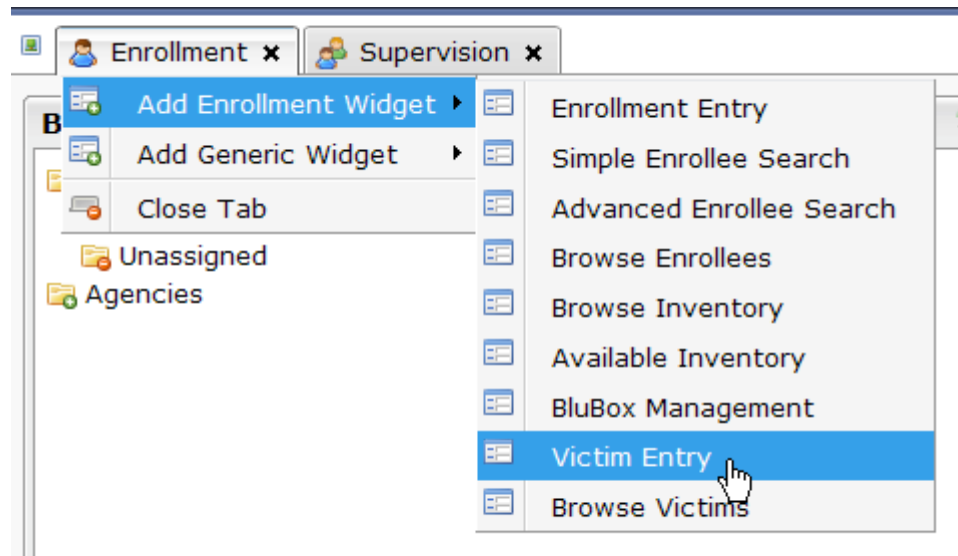 Enrollment x Supervision x
B
Add Enrollment Widget
Add Generic Widget
Close Tab
Unassigned
Agencies
Enrollment Entry
Simple Enrollee Search
Advanced Enrollee Search
Browse Enrollees
Browse Inventory
Available Inventory
BluBox Management
Victim Entry
Browse Victims